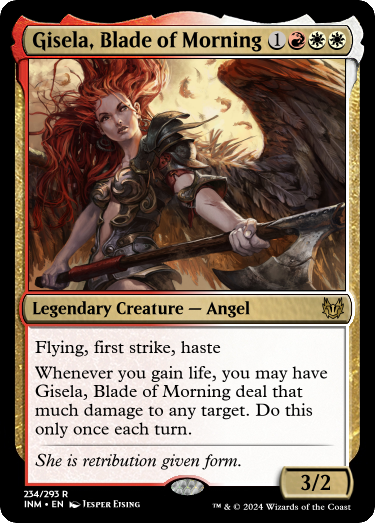 Gisela, Blade of Morning 1
Legendary Creature — Angel
Flying, first strike, haste
Whenever you gain life, you may have
Gisela, Blade of Morning deal that
much damage to any target. Do this
only once each turn.
She is retribution given form.
3/2
234/293 R
INM • EN Jesper Ejsing
™ & © 2024 Wizards of the Coast